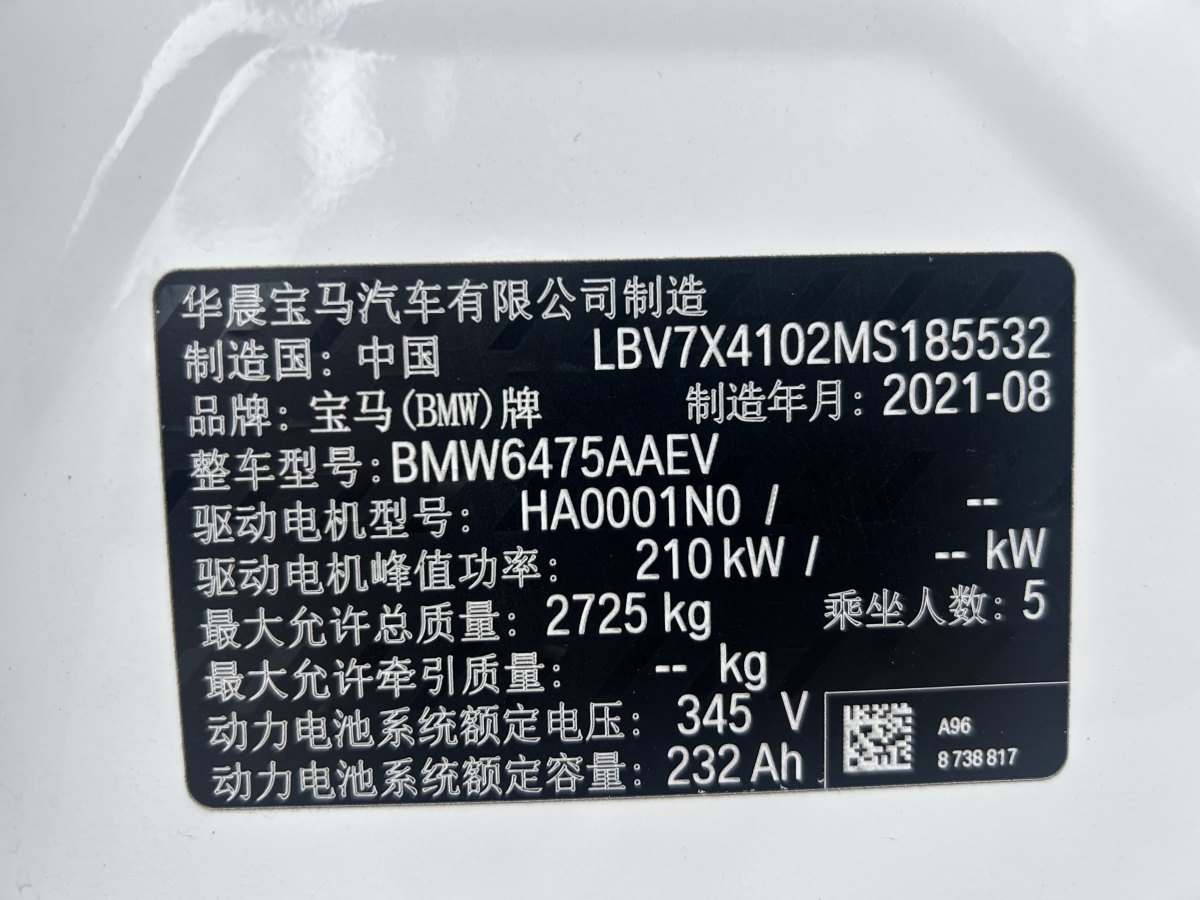 华晨宝马汽车有限公司制造
制造国：中国 LBV7X4102MS185532
品牌：宝马(BMW)牌 制造年月：2021-08
整车型号:BMW6475AAEV
驱动电机型号： HA0001N0 / --
驱动电机峰值功率： 210 kW / -- kW
最大允许总质量：2725 kg 乘坐人数：5
最大允许牵引质量： -- kg
动力电池系统额定电压： 345 V
动力电池系统额定容量： 232 Ah
A96
8 738 817